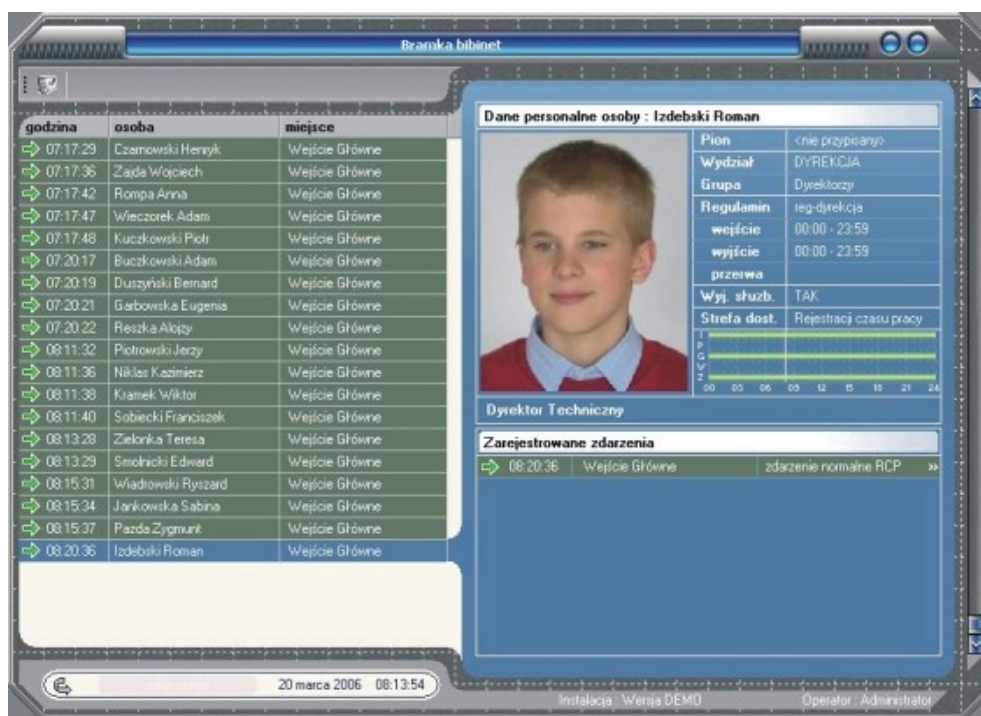 Bramka bibinet
godzina osoba miejsce
07:17:29 Czarnowski Henryk Wejście Główne
07:17:36 Zajda Wojciech Wejście Główne
07:17:42 Rompa Anna Wejście Główne
07:17:47 Wieczorek Adam Wejście Główne
07:17:48 Kuczkowski Piotr Wejście Główne
07:20:17 Buczkowski Adam Wejście Główne
07:20:19 Duszyński Bernard Wejście Główne
07:20:21 Garbowska Eugenia Wejście Główne
07:20:22 Reszka Alojzy Wejście Główne
08:11:32 Piotrowski Jerzy Wejście Główne
08:11:36 Niklas Kazimierz Wejście Główne
08:11:38 Kramek Wiktor Wejście Główne
08:11:40 Sobiecki Franciszek Wejście Główne
08:13:28 Zielonka Teresa Wejście Główne
08:13:29 Smolnicki Edward Wejście Główne
08:15:31 Wiadrowski Ryszard Wejście Główne
08:15:34 Jankowska Sabina Wejście Główne
08:15:37 Pazda Zygmunt Wejście Główne
08:20:36 Izdebski Roman Wejście Główne
Dane personalne osoby : Izdebski Roman
Pion <nie przypisany>
Wydział DYREKCJA
Grupa Dyrektorzy
Regulamin reg-dyrekcja
wejście 00:00 - 23:59
wyjście 00:00 - 23:59
przerwa
Wyj. służb. TAK
Strefa dost. Rejestracji czasu pracy
I
P
G
W
Z
00 03 06 09 12 15 18 21 24
Dyrektor Techniczny
Zarejestrowane zdarzenia
08:20:36 Wejście Główne zdarzenie normalne RCP »
20 marca 2006 08:13:54
Instalacja : Wersja DEMO
Operator : Administrator